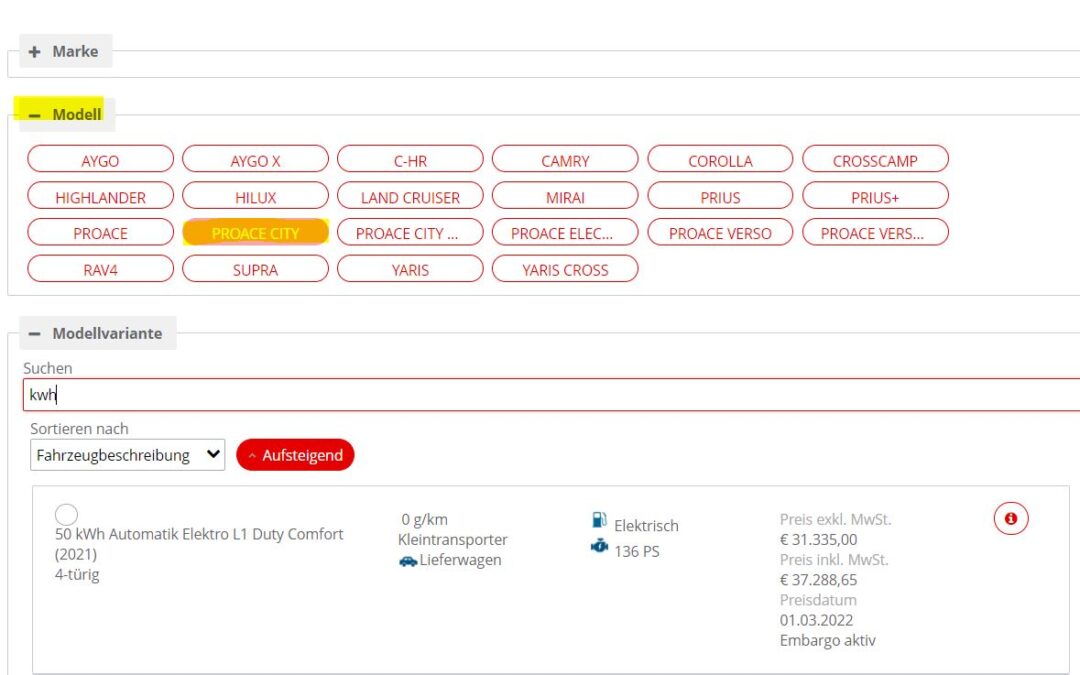 Marke
Modell
AYGO AYGO X C-HR CAMRY COROLLA CROSSCAMP
HIGHLANDER HILUX LAND CRUISER MIRAI PRIUS PRIUS+
PROACE PROACE CITY PROACE CITY ... PROACE ELEC... PROACE VERSO PROACE VERS...
RAV4 SUPRA YARIS YARIS CROSS
Modellvariante
Suchen
kwh
Sortieren nach
Fahrzeugbeschreibung Aufsteigend
50 kWh Automatik Elektro L1 Duty Comfort
(2021)
4-türig
0 g/km
Kleintransporter
Lieferwagen
Elektrisch
136 PS
Preis exkl. MwSt.
€ 31.335,00
Preis inkl. MwSt.
€ 37.288,65
Preisdatum
01.03.2022
Embargo aktiv